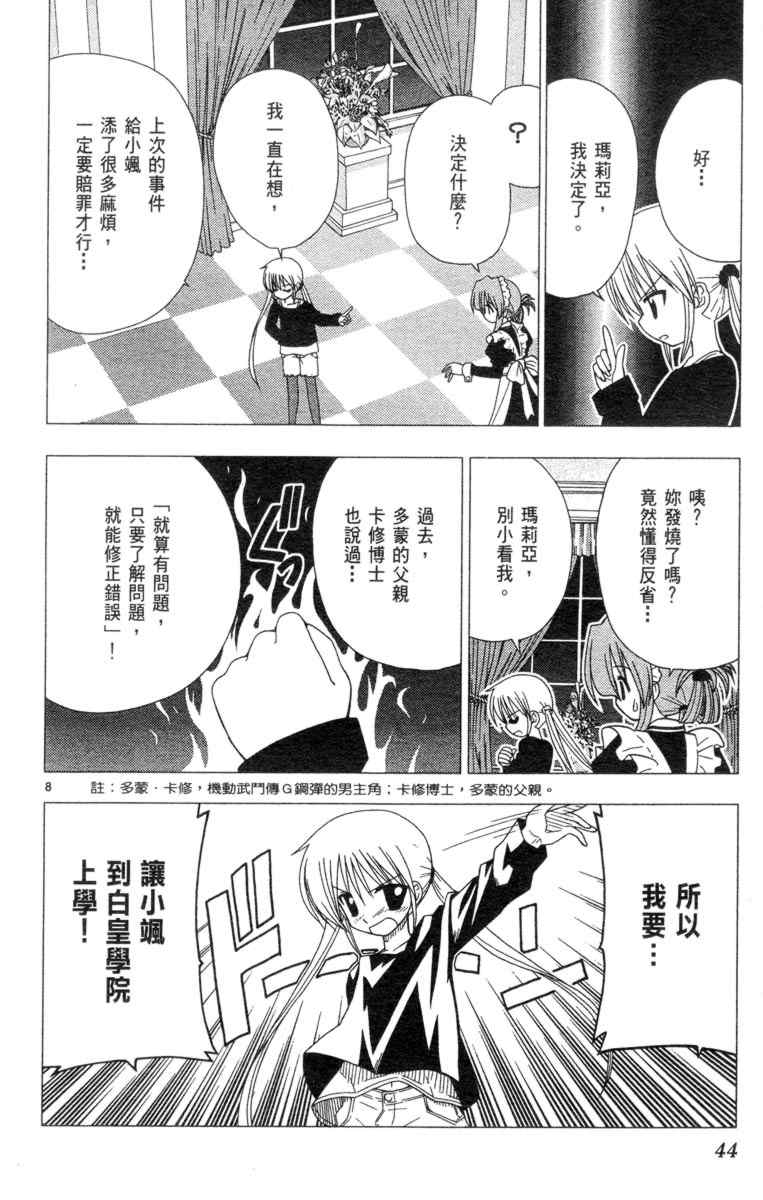 好…
瑪莉亞，
我決定了。
？
決定什麼？
我一直在想，
上次的事件
給小颯
添了很多麻煩，
一定要賠罪才行…
咦？
妳發燒了嗎？
竟然懂得反省…
瑪莉亞，
別小看我。
過去，
多蒙的父親
卡修博士
也說過…
「就算有問題，
只要了解問題，
就能修正錯誤」！
8
註：多蒙．卡修，機動武鬥傳G鋼彈的男主角；卡修博士，多蒙的父親。
所以
我要…
讓小颯
到白皇學院
上學！
ドーーン
44